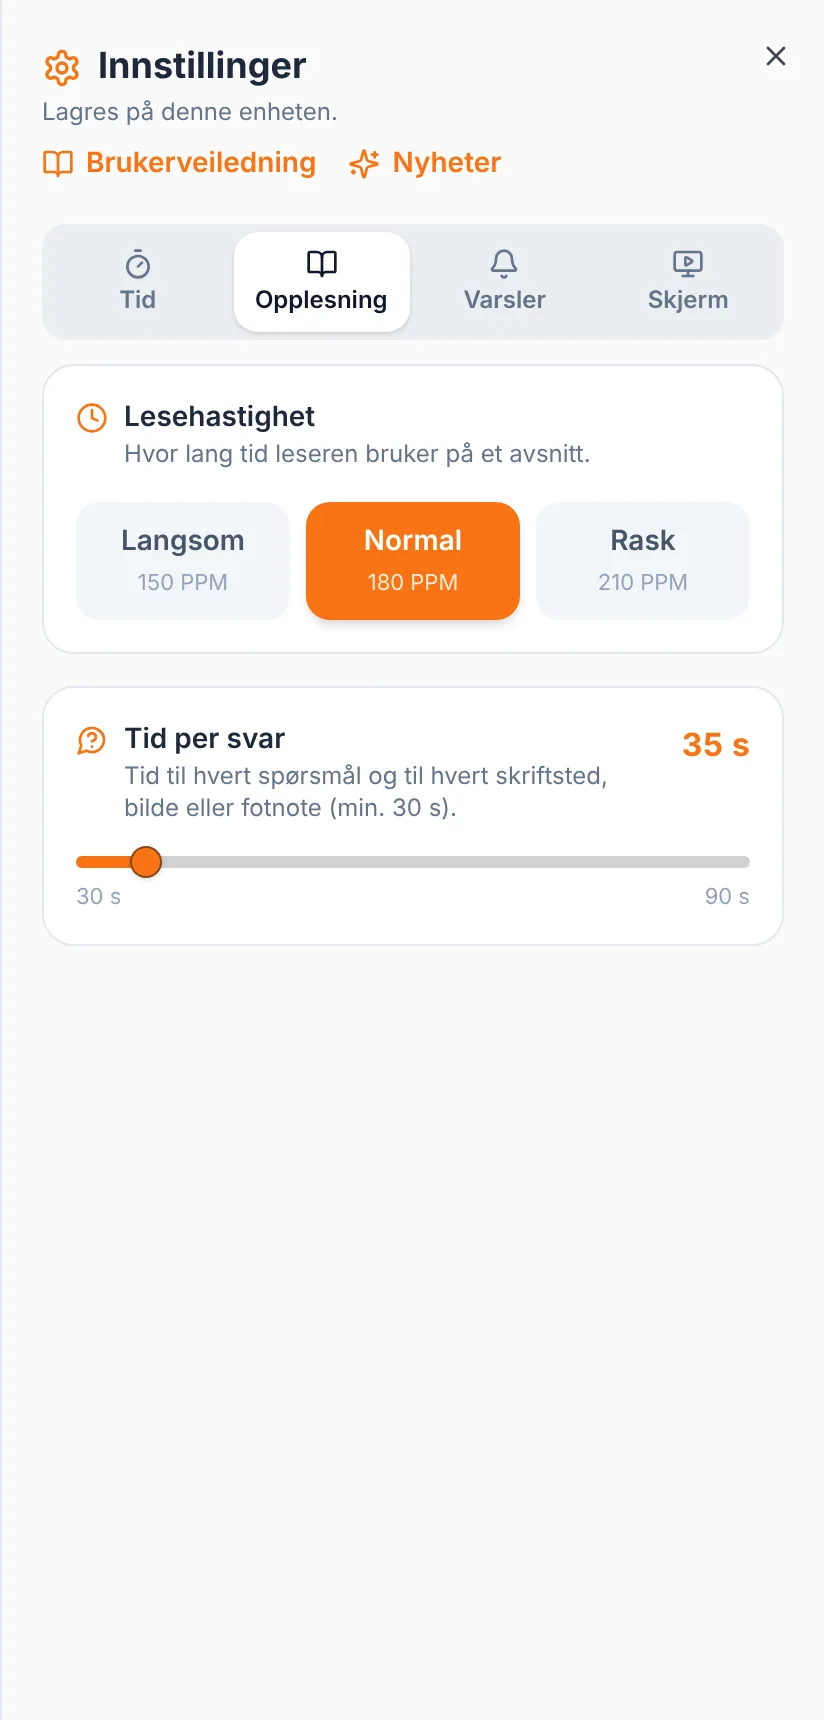 Innstillinger
Lagres på denne enheten.
Brukerveiledning Nyheter
Tid Opplesning Varsler Skjerm
Lesehastighet
Hvor lang tid leseren bruker på et avsnitt.
Langsom Normal Rask
150 PPM 180 PPM 210 PPM
Tid per svar 35 s
Tid til hvert spørsmål og til hvert skriftsted,
bilde eller fotnote (min. 30 s).
30 s 90 s